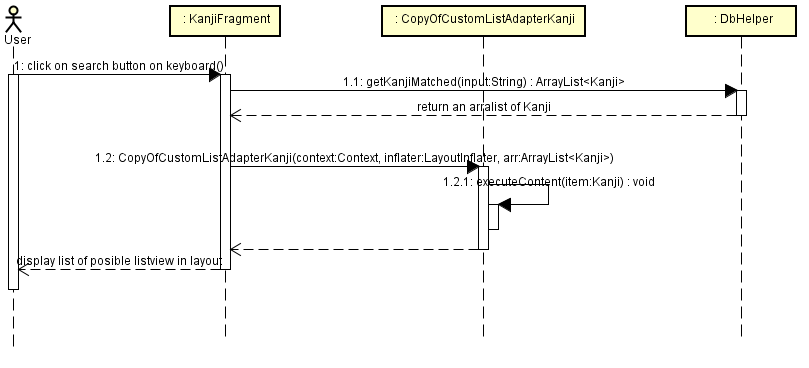 : KanjiFragment
: CopyOfCustomListAdapterKanji
: DbHelper
User
1: click on search button on keyboard()
1.1: getKanjiMatched(input:String) : ArrayList<Kanji>
return an arralist of Kanji
1.2: CopyOfCustomListAdapterKanji(context:Context, inflater:LayoutInflater, arr:ArrayList<Kanji>)
1.2.1: executeContent(item:Kanji) : void
display list of posible listview in layout